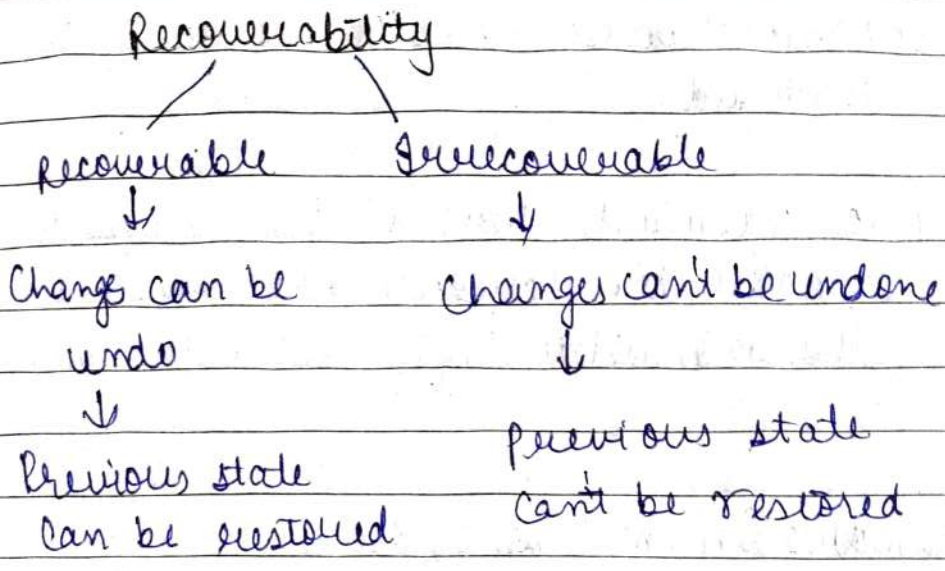 Recoverability
Recoverable
Irrecoverable
Changes can be
undo
Previous state
can be restored
Changes can't be undone
Previous state
can't be restored